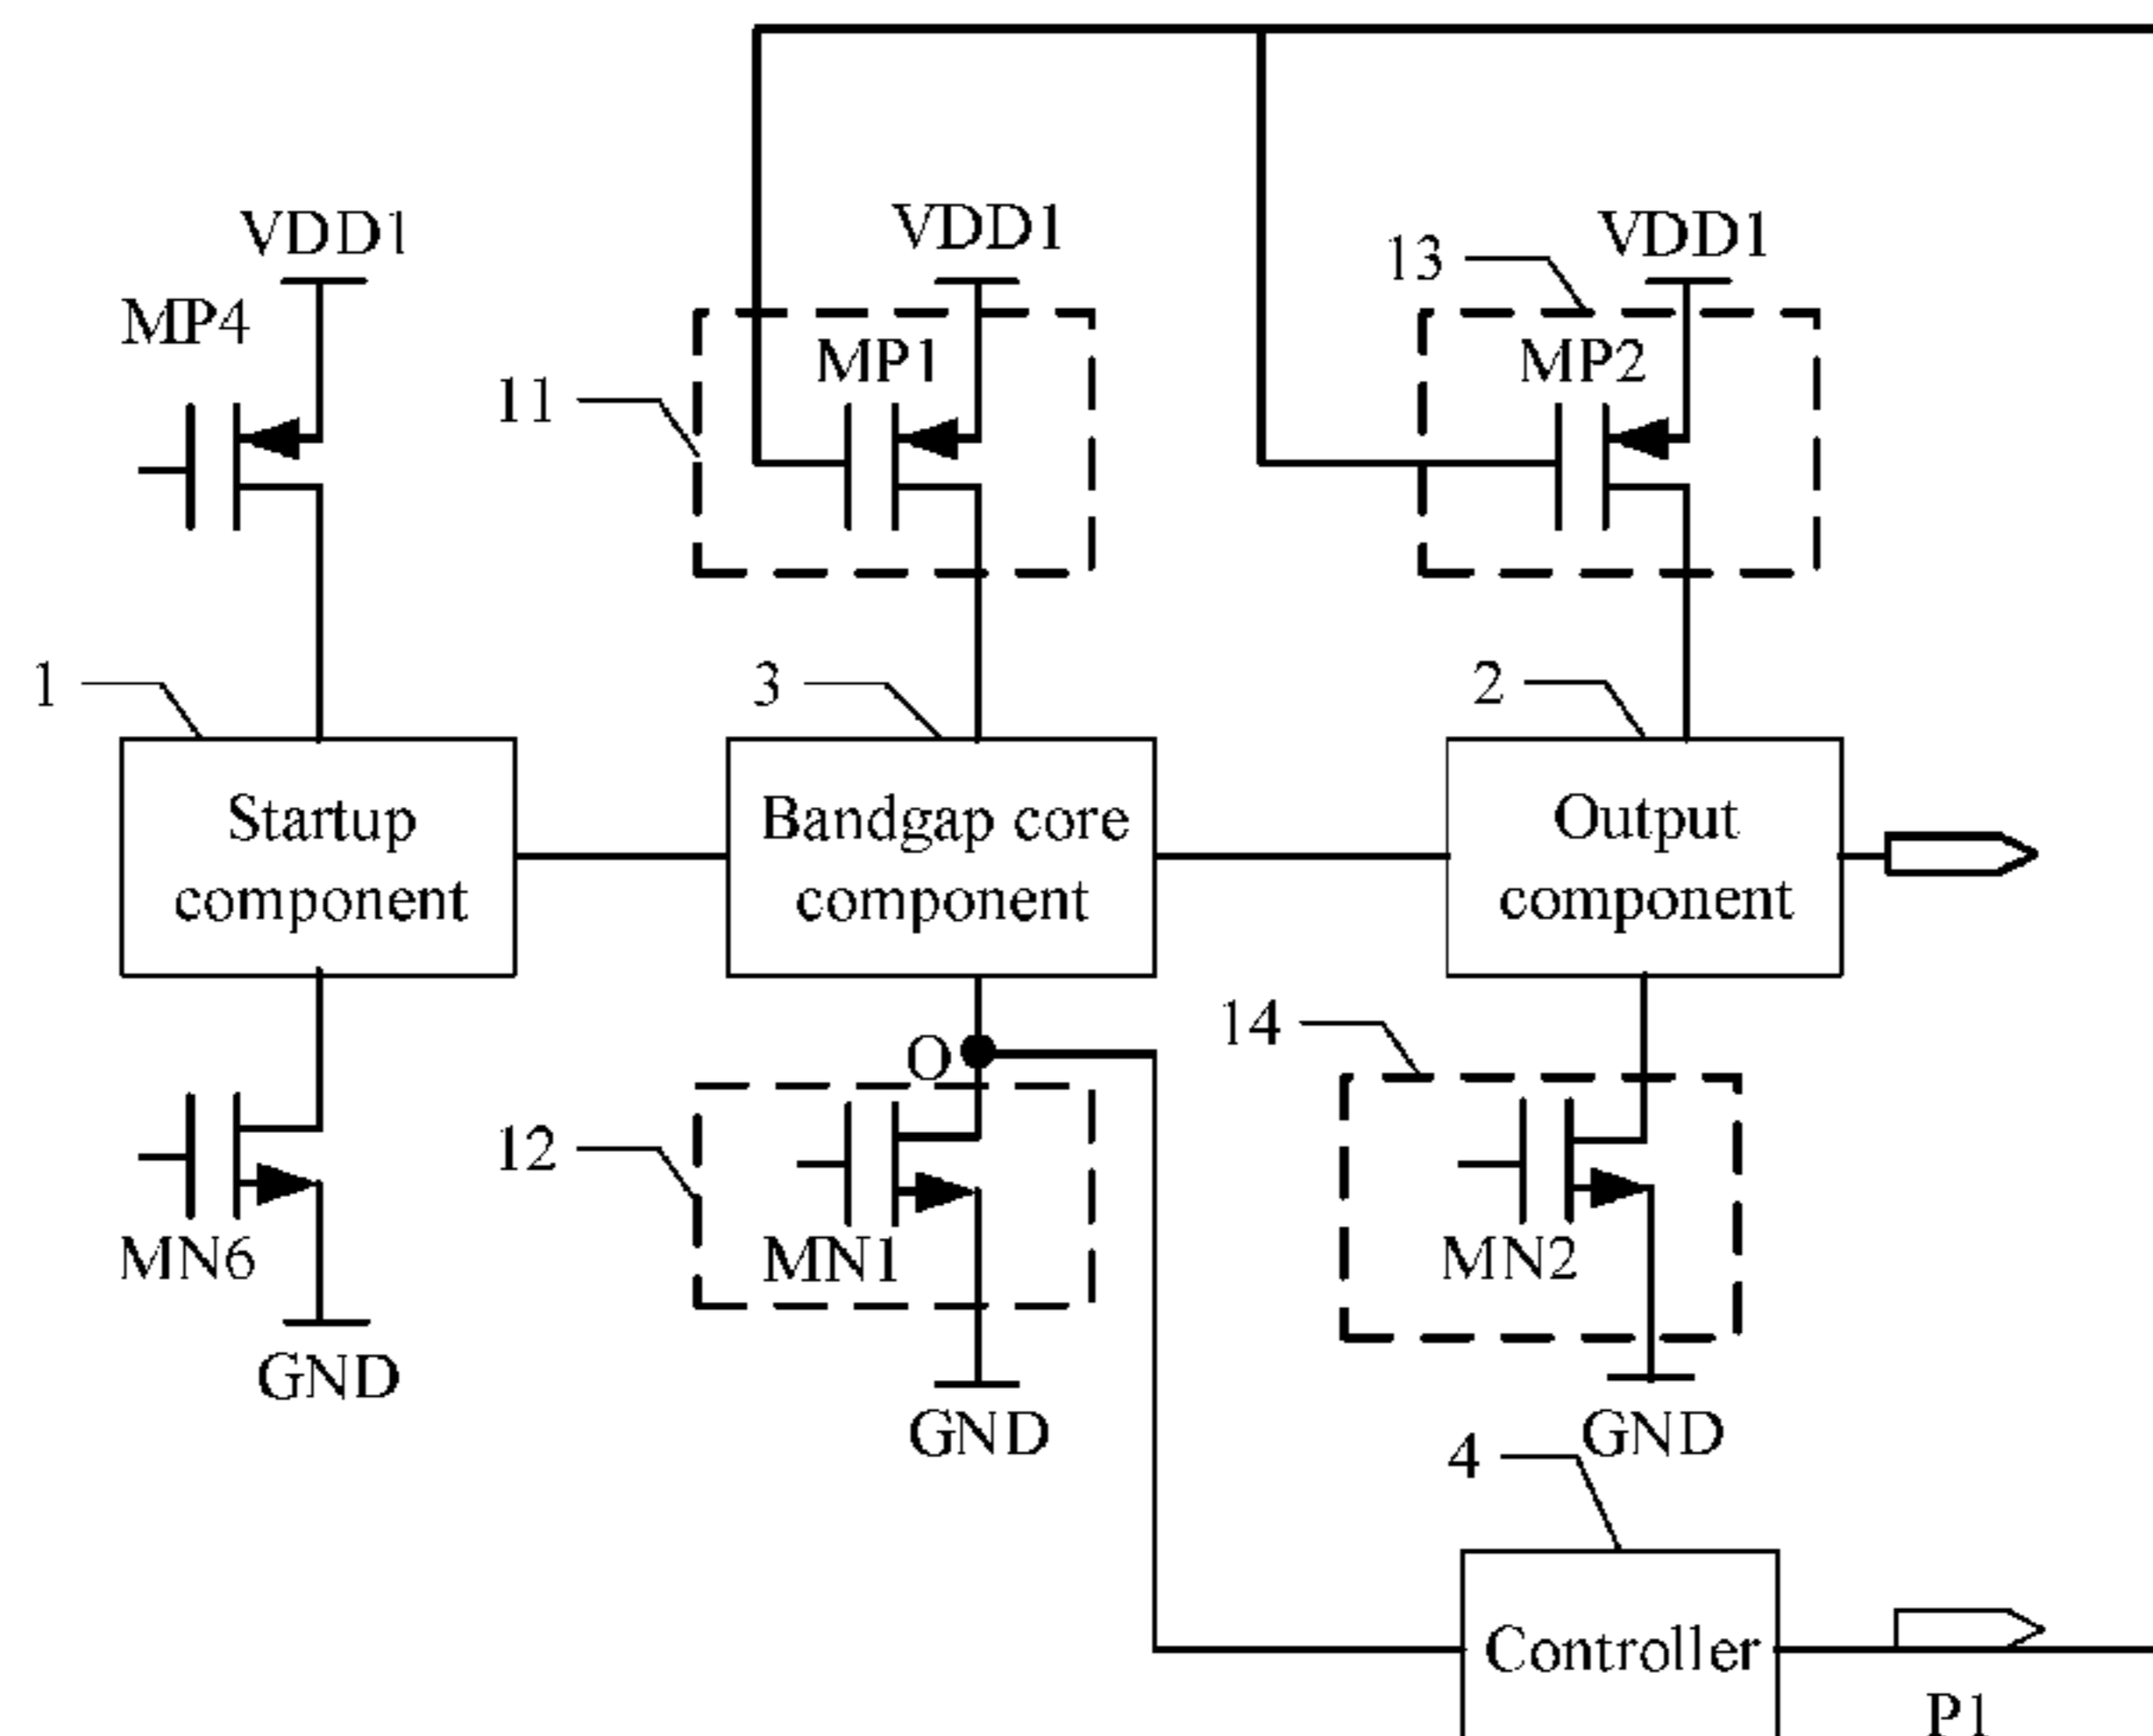 VDD1
VDD1
VDD1
13
MP4
MP1
MP2
11
1
3
2
Startup
component
Bandgap core
component
Output
component
14
O
12
MN6
MN1
MN2
GND
GND
GND
4
Controller
P1